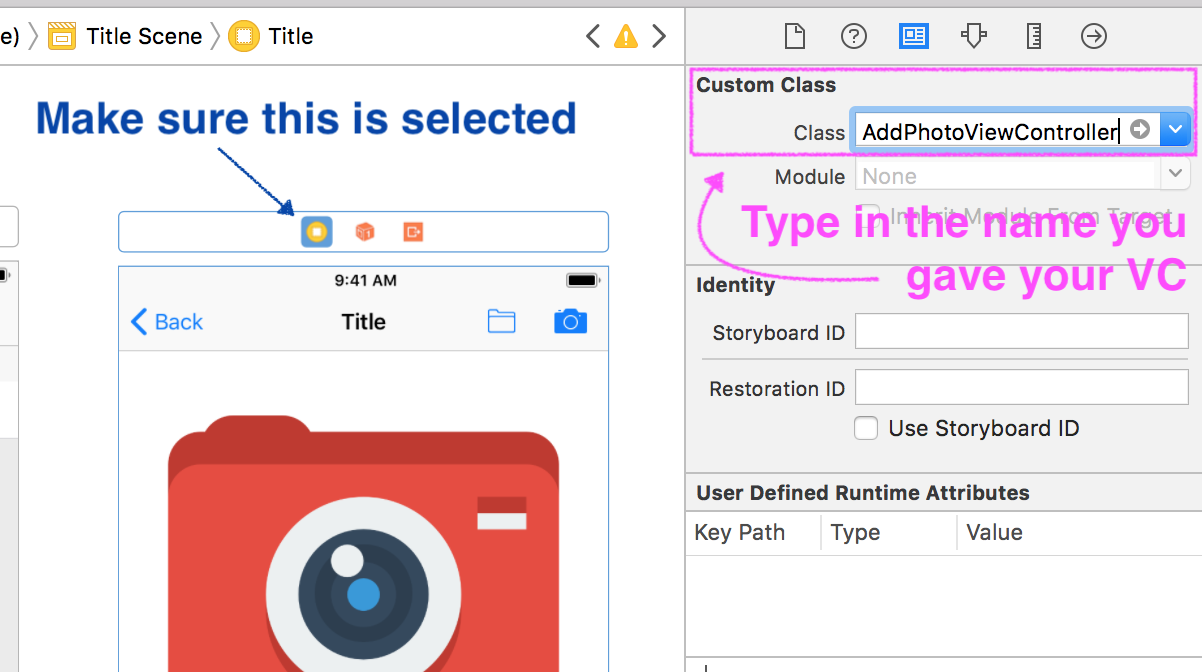 e) Title Scene Title
Make sure this is selected
1
9:41 AM
Back Title
Custom Class
Class AddPhotoViewController
Module None
Inherit Module From Target
Type in the name you
gave your VC
Identity
Storyboard ID
Restoration ID
Use Storyboard ID
User Defined Runtime Attributes
Key Path Type Value